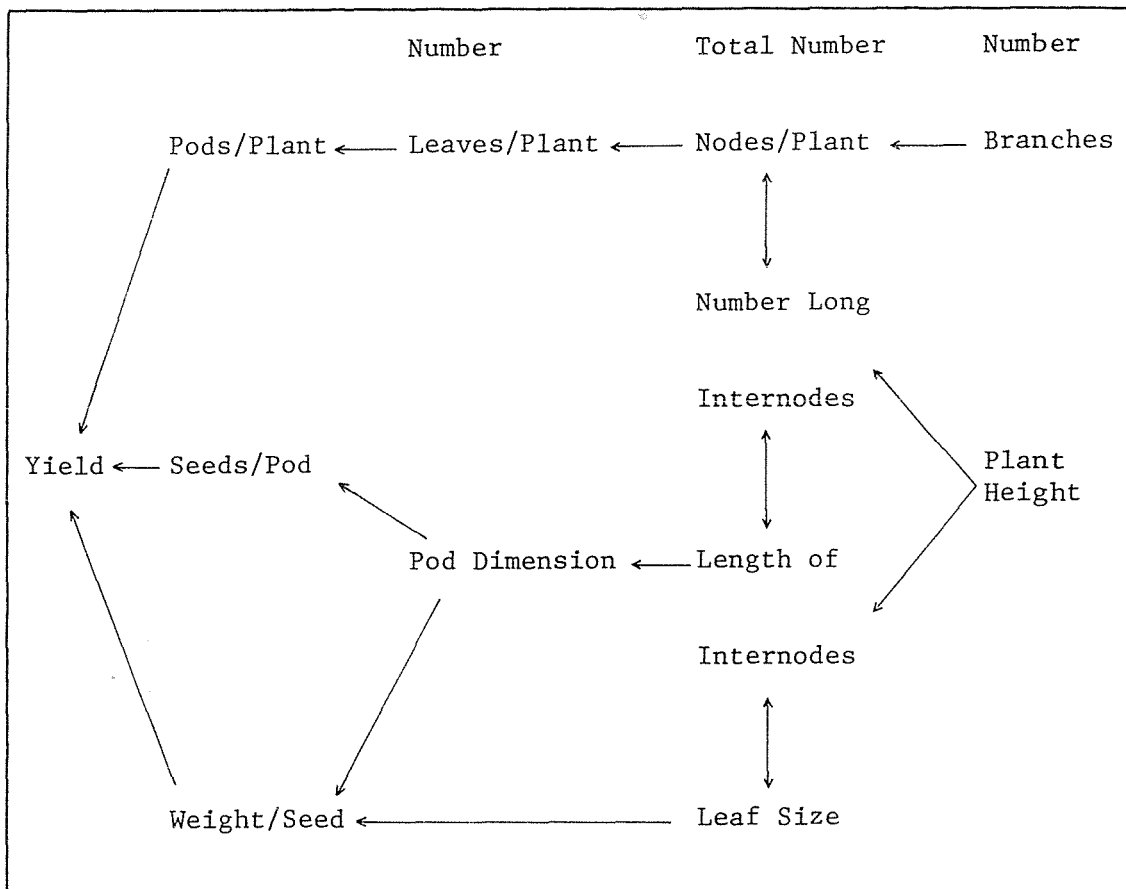 Number Total Number Number
Pods/Plant Leaves/Plant Nodes/Plant Branches
Number Long
Internodes
Yield Seeds/Pod Plant
Height
Pod Dimension Length of
Internodes
Weight/Seed Leaf Size